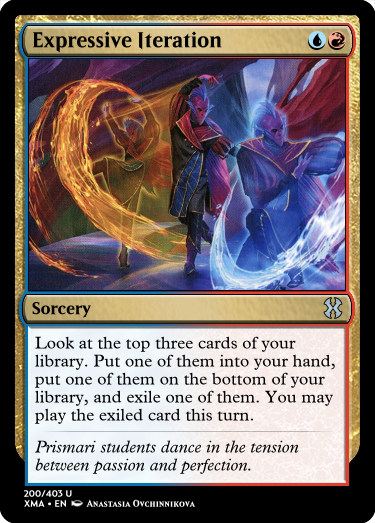 Expressive Iteration
Sorcery
Look at the top three cards of your
library. Put one of them into your hand,
put one of them on the bottom of your
library, and exile one of them. You may
play the exiled card this turn.
Prismari students dance in the tension
between passion and perfection.
200/403 U
XMA • EN Anastasia Ovchinnikova